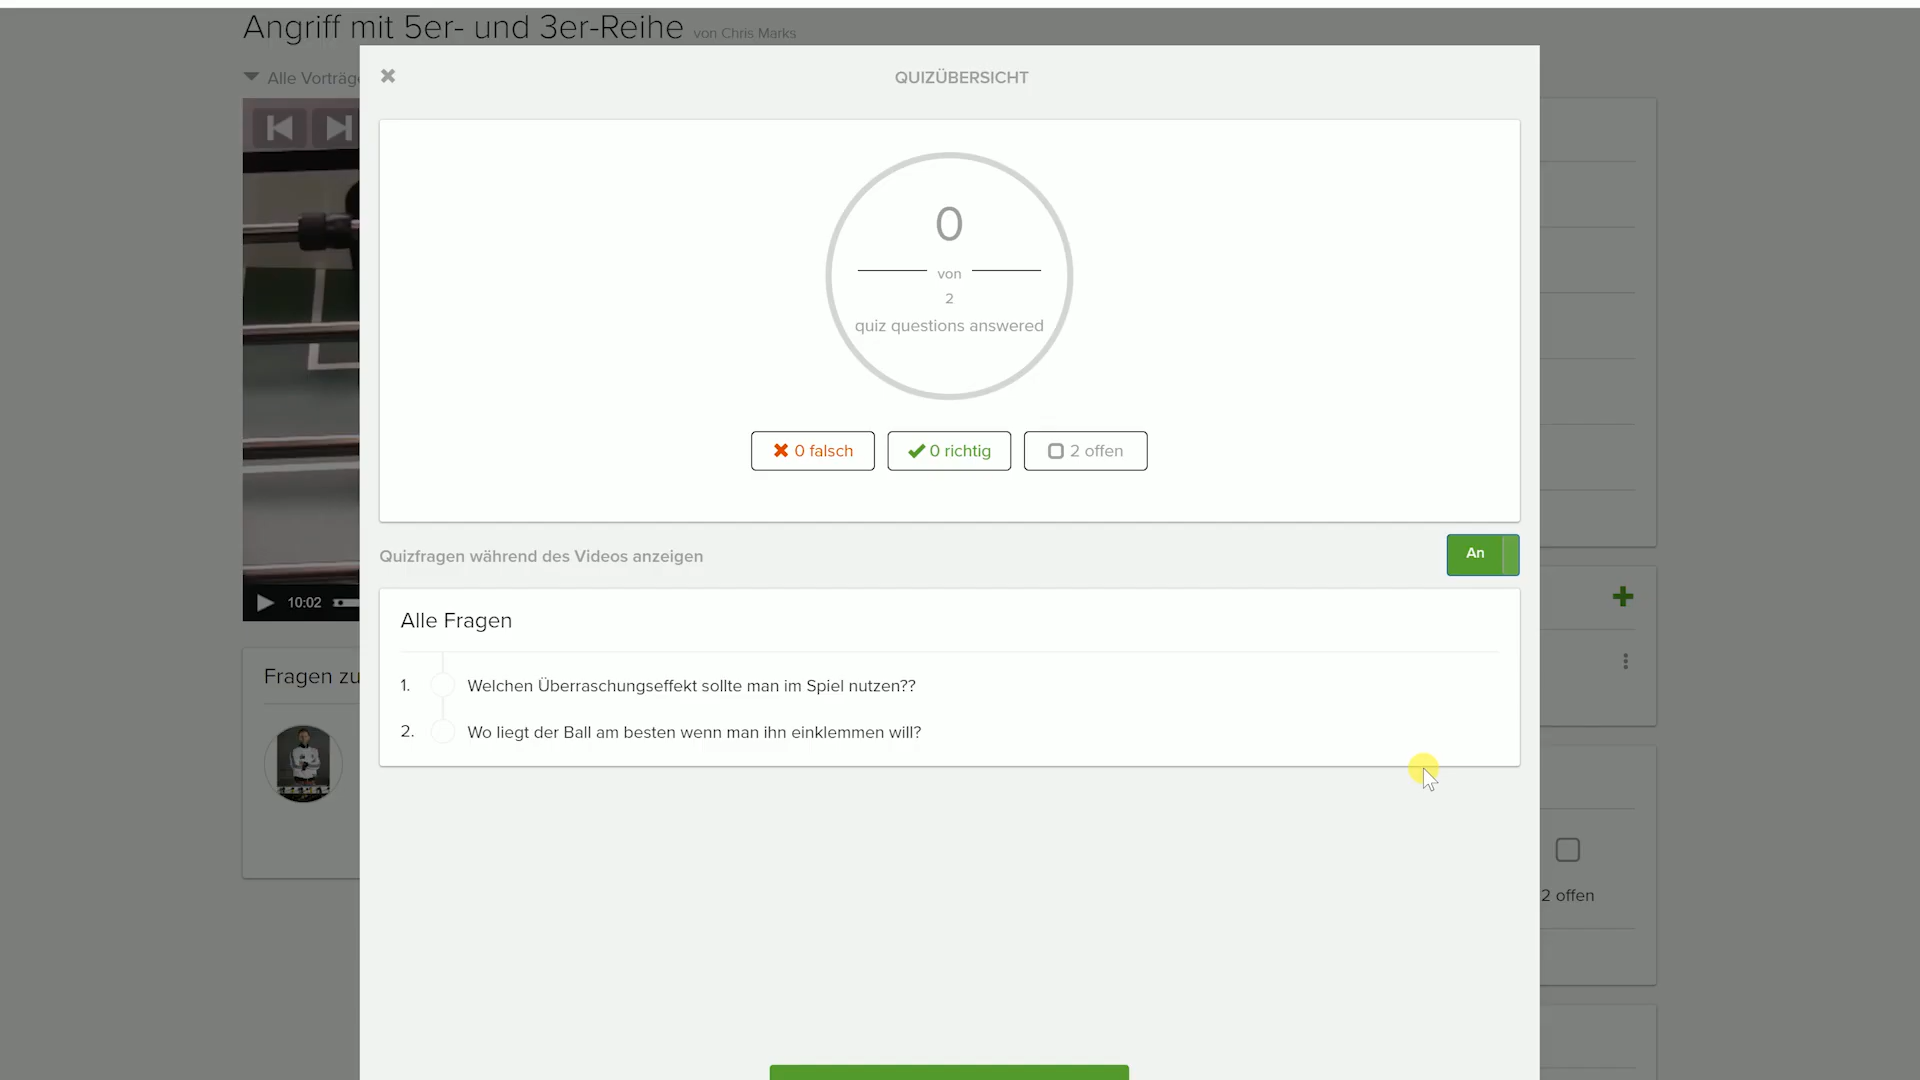 Angriff mit 5er- und 3er-Reihe von Chris Marks
Alle Vorträg
QUIZÜBERSICHT
0
von
2
quiz questions answered
0 falsch
0 richtig
2 offen
Quizfragen während des Videos anzeigen
An
10:02
Alle Fragen
Fragen zu
1. Welchen Überraschungseffekt sollte man im Spiel nutzen??
2. Wo liegt der Ball am besten wenn man ihn einklemmen will?
2 offen